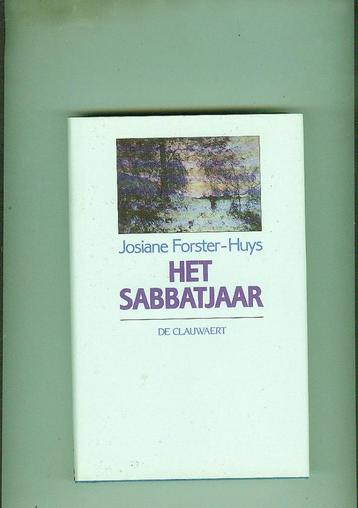 Josiane Forster-Huys
HET
SABBATJAAR
DE CLAUWAERT